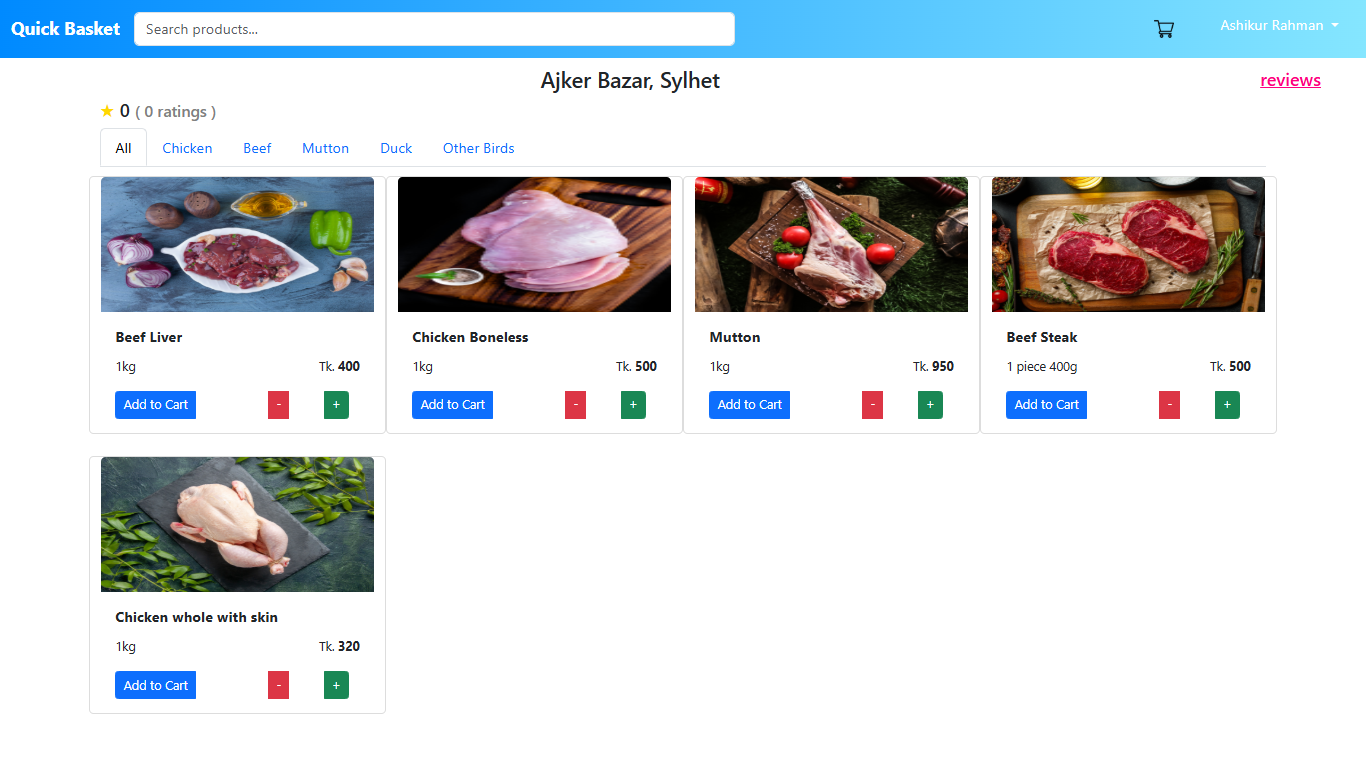 Quick Basket
Search products...
Ashikur Rahman
Ajker Bazar, Sylhet
reviews
★ 0 ( 0 ratings )
All Chicken Beef Mutton Duck Other Birds
Beef Liver
1kg Tk. 400
Add to Cart - +
Chicken Boneless
1kg Tk. 500
Add to Cart - +
Mutton
1kg Tk. 950
Add to Cart - +
Beef Steak
1 piece 400g Tk. 500
Add to Cart - +
Chicken whole with skin
1kg Tk. 320
Add to Cart - +